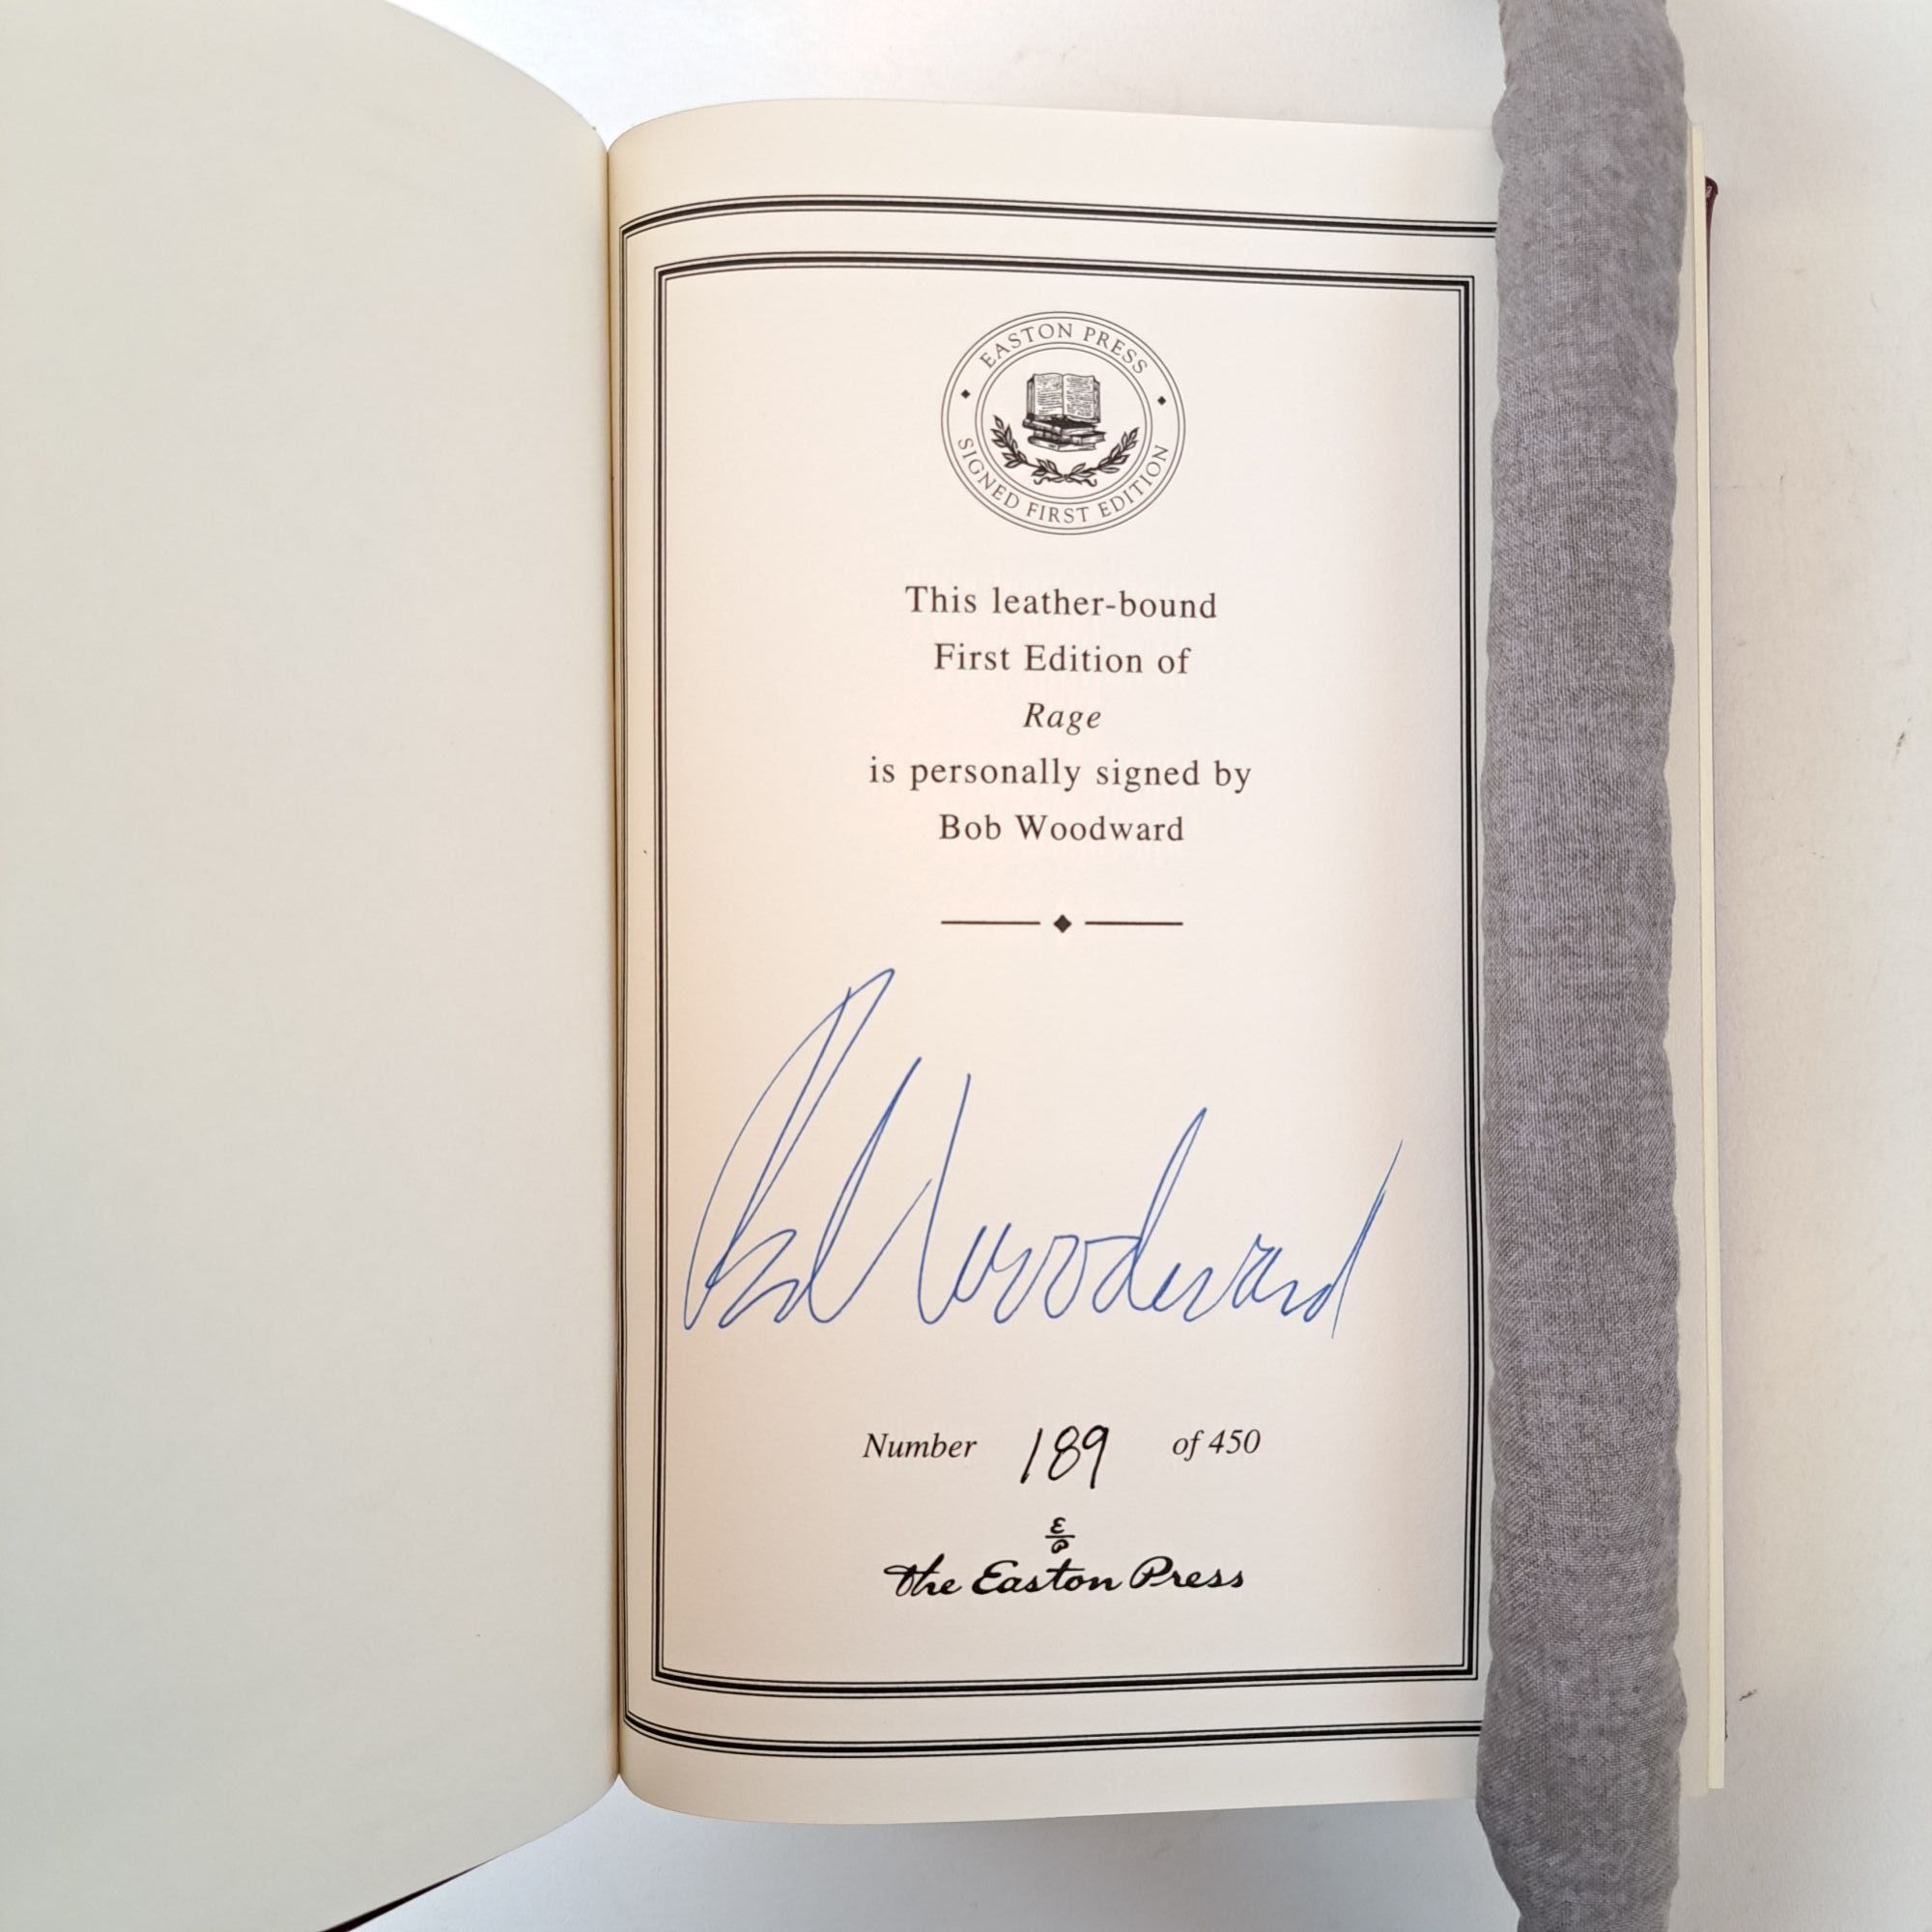 EASTON PRESS
SIGNED FIRST EDITION
This leather-bound
First Edition of
Rage
is personally signed by
Bob Woodward
Bob Woodward
Number 189 of 450
E
P
The Easton Press